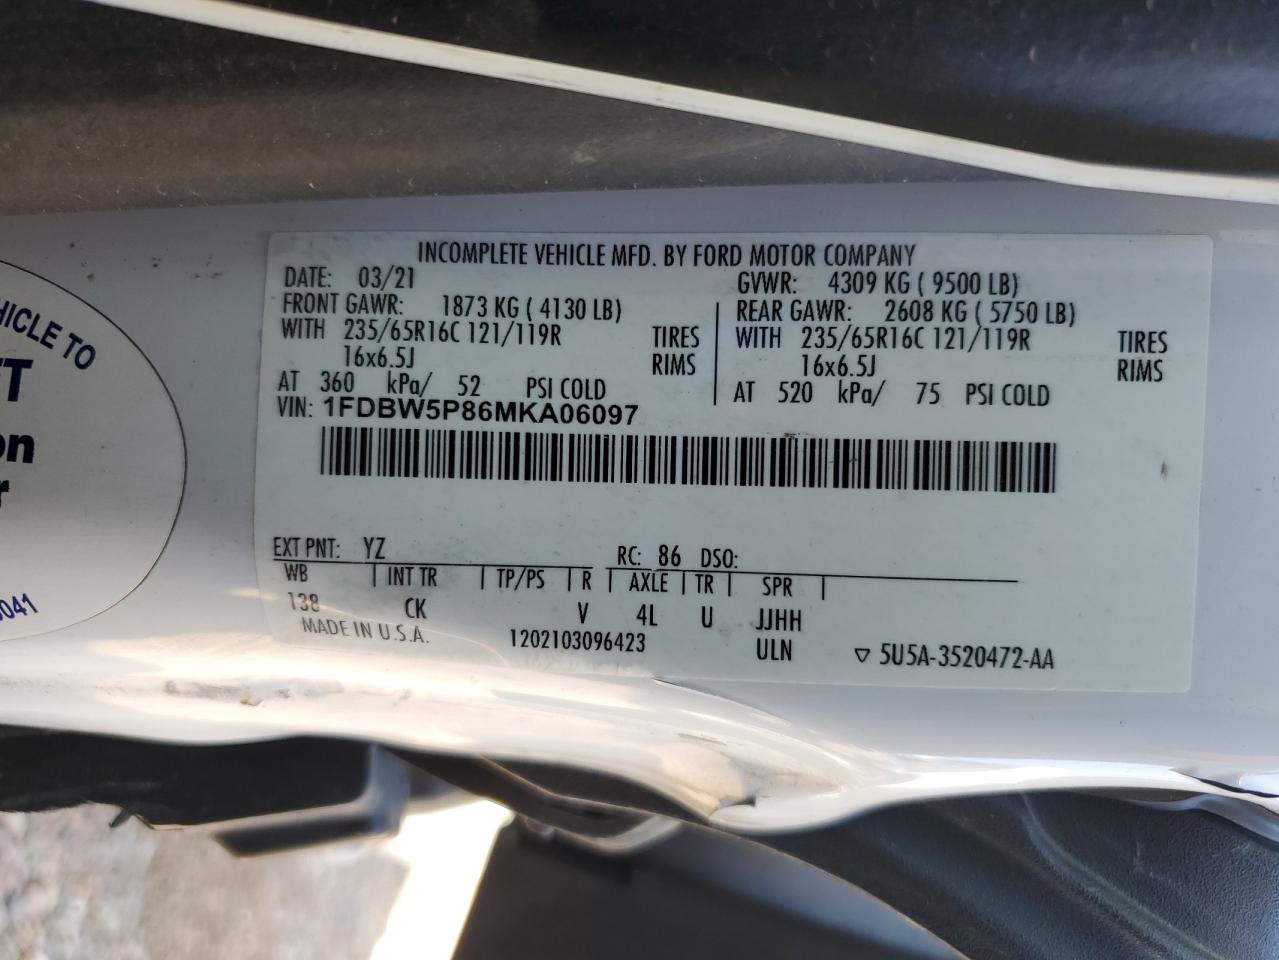 INCOMPLETE VEHICLE MFD. BY FORD MOTOR COMPANY
DATE: 03/21 GVWR: 4309 KG ( 9500 LB)
FRONT GAWR: 1873 KG ( 4130 LB) REAR GAWR: 2608 KG ( 5750 LB)
WITH 235/65R16C 121/119R TIRES WITH 235/65R16C 121/119R TIRES
16x6.5J RIMS 16x6.5J RIMS
AT 360 kPa/ 52 PSI COLD AT 520 kPa/ 75 PSI COLD
VIN: 1FDBW5P86MKA06097
EXT PNT: YZ RC: 86 DSO:
WB INT TR TP/PS R AXLE TR SPR
138 CK V 4L U JJHH
MADE IN U.S.A. 1202103096423 ULN ▽ 5U5A-3520472-AA
TO
041